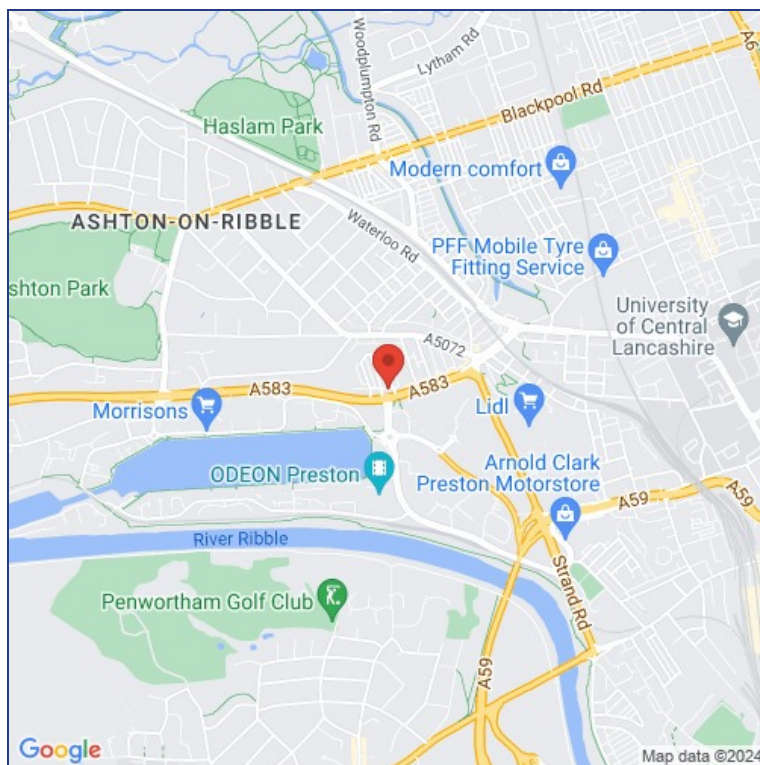 A6
Lytham Rd
Woodplumpton Rd
Blackpool Rd
Haslam Park
Modern comfort
ASHTON-ON-RIBBLE
Waterloo Rd
PFF Mobile Tyre
Fitting Service
shton Park
University
of Central
Lancashire
A5072
A583
A583
Morrisons
Lidl
ODEON Preston
Arnold Clark
Preston Motorstore
A59
A59
River Ribble
Strand Rd
Penwortham Golf Club
A59
Google
Map data ©2024